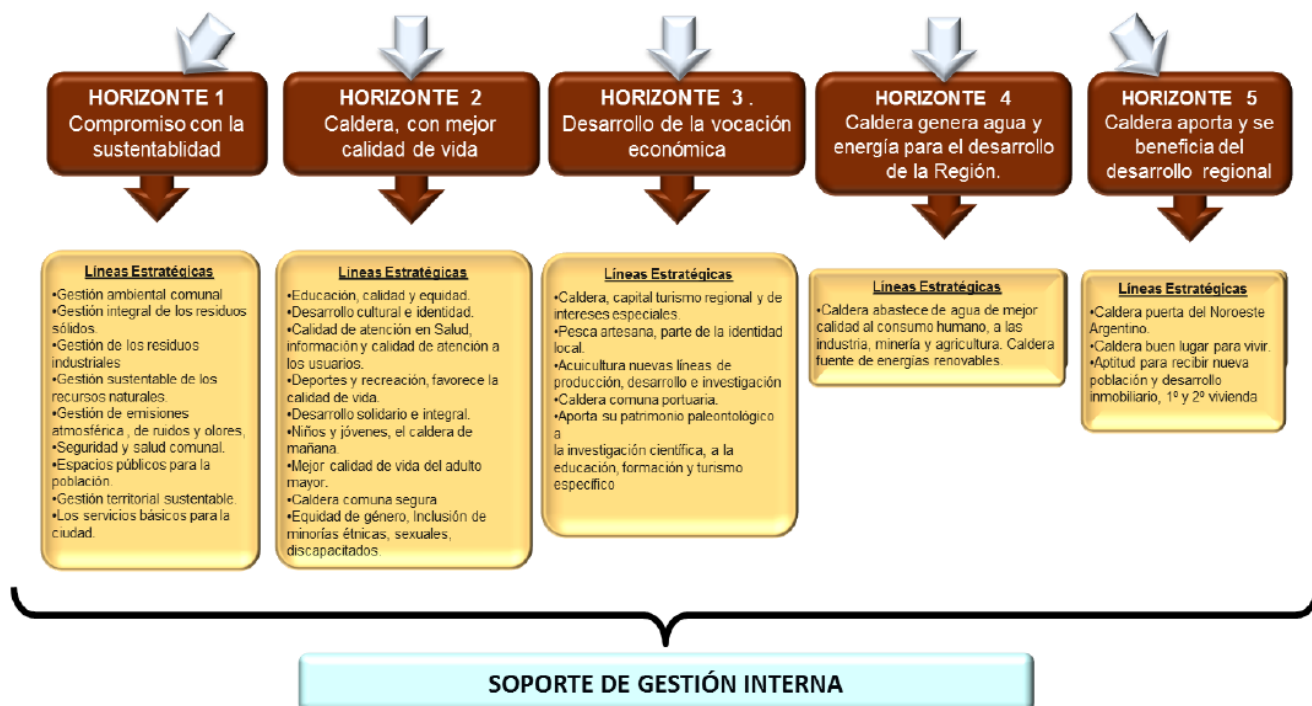 HORIZONTE 1
Compromiso con la
sustentablidad
HORIZONTE 2
Caldera, con mejor
calidad de vida
HORIZONTE 3 .
Desarrollo de la vocación
económica
HORIZONTE 4
Caldera genera agua y
energía para el desarrollo
de la Región.
HORIZONTE 5
Caldera aporta y se
beneficia del
desarrollo regional
Líneas Estratégicas
•Gestión ambiental comunal
•Gestión integral de los residuos
sólidos.
•Gestión de los residuos
industriales
•Gestión sustentable de los
recursos naturales.
•Gestión de emisiones
atmosférica , de ruidos y olores,
•Seguridad y salud comunal.
•Espacios públicos para la
población.
•Gestión territorial sustentable.
•Los servicios básicos para la
ciudad.
Líneas Estratégicas
•Educación, calidad y equidad.
•Desarrollo cultural e identidad.
•Calidad de atención en Salud,
información y calidad de atención a
los usuarios.
•Deportes y recreación, favorece la
calidad de vida.
•Desarrollo solidario e integral.
•Niños y jóvenes, el caldera de
mañana.
•Mejor calidad de vida del adulto
mayor.
•Caldera comuna segura
•Equidad de género, Inclusión de
minorías étnicas, sexuales,
discapacitados.
Líneas Estratégicas
•Caldera, capital turismo regional y de
intereses especiales.
•Pesca artesana, parte de la identidad
local.
•Acuicultura nuevas líneas de
producción, desarrollo e investigación
•Caldera comuna portuaria.
•Aporta su patrimonio paleontológico
a
la investigación científica, a la
educación, formación y turismo
específico
Líneas Estratégicas
•Caldera abastece de agua de mejor
calidad al consumo humano, a las
industria, minería y agricultura. Caldera
fuente de energías renovables.
Líneas Estratégicas
•Caldera puerta del Noroeste
Argentino.
•Caldera buen lugar para vivir.
•Aptitud para recibir nueva
población y desarrollo
inmobiliario, 1º y 2º vivienda
SOPORTE DE GESTIÓN INTERNA